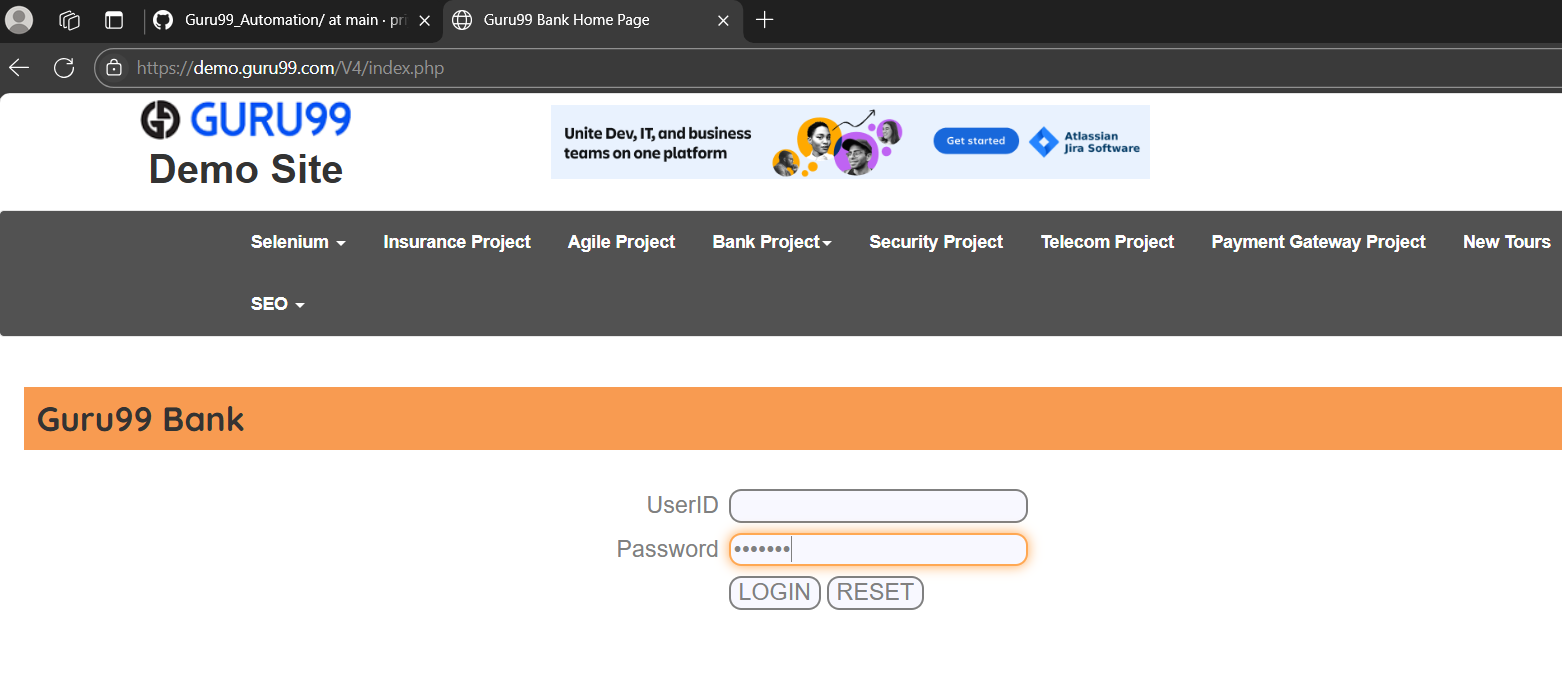 Guru99_Automation/ at main · pri
Guru99 Bank Home Page
https://demo.guru99.com/V4/index.php
GURU99
Demo Site
Unite Dev, IT, and business
teams on one platform
Get started
Atlassian
Jira Software
Selenium Insurance Project Agile Project Bank Project Security Project Telecom Project Payment Gateway Project New Tours
SEO
Guru99 Bank
UserID
Password •••••••
LOGIN RESET